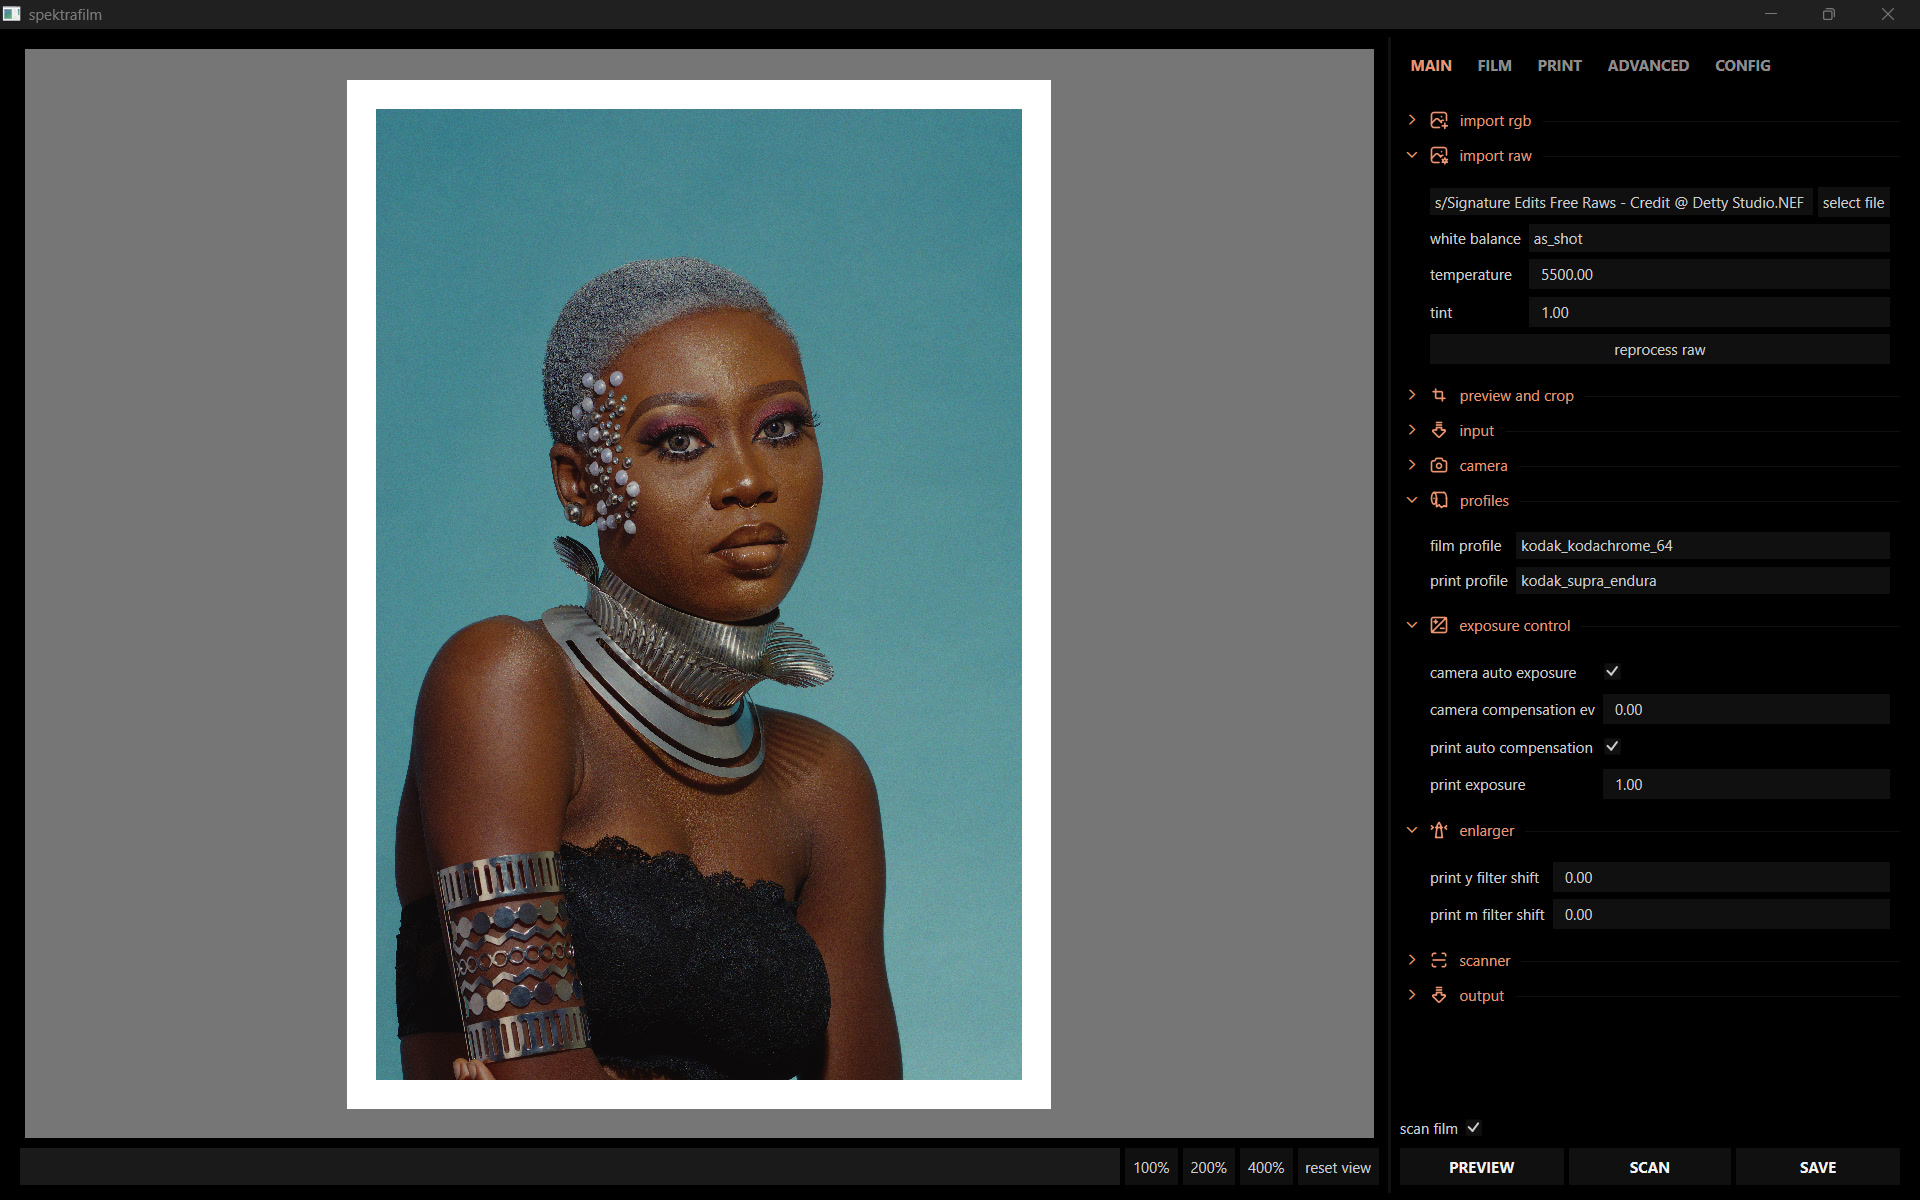 spektrafilm
MAIN FILM PRINT ADVANCED CONFIG
import rgb
import raw
s/Signature Edits Free Raws - Credit @ Detty Studio.NEF select file
white balance as_shot
temperature 5500.00
tint 1.00
reprocess raw
preview and crop
input
camera
profiles
film profile kodak_kodachrome_64
print profile kodak_supra_endura
exposure control
camera auto exposure
camera compensation ev 0.00
print auto compensation
print exposure 1.00
enlarger
print y filter shift 0.00
print m filter shift 0.00
scanner
output
scan film
100% 200% 400% reset view PREVIEW SCAN SAVE